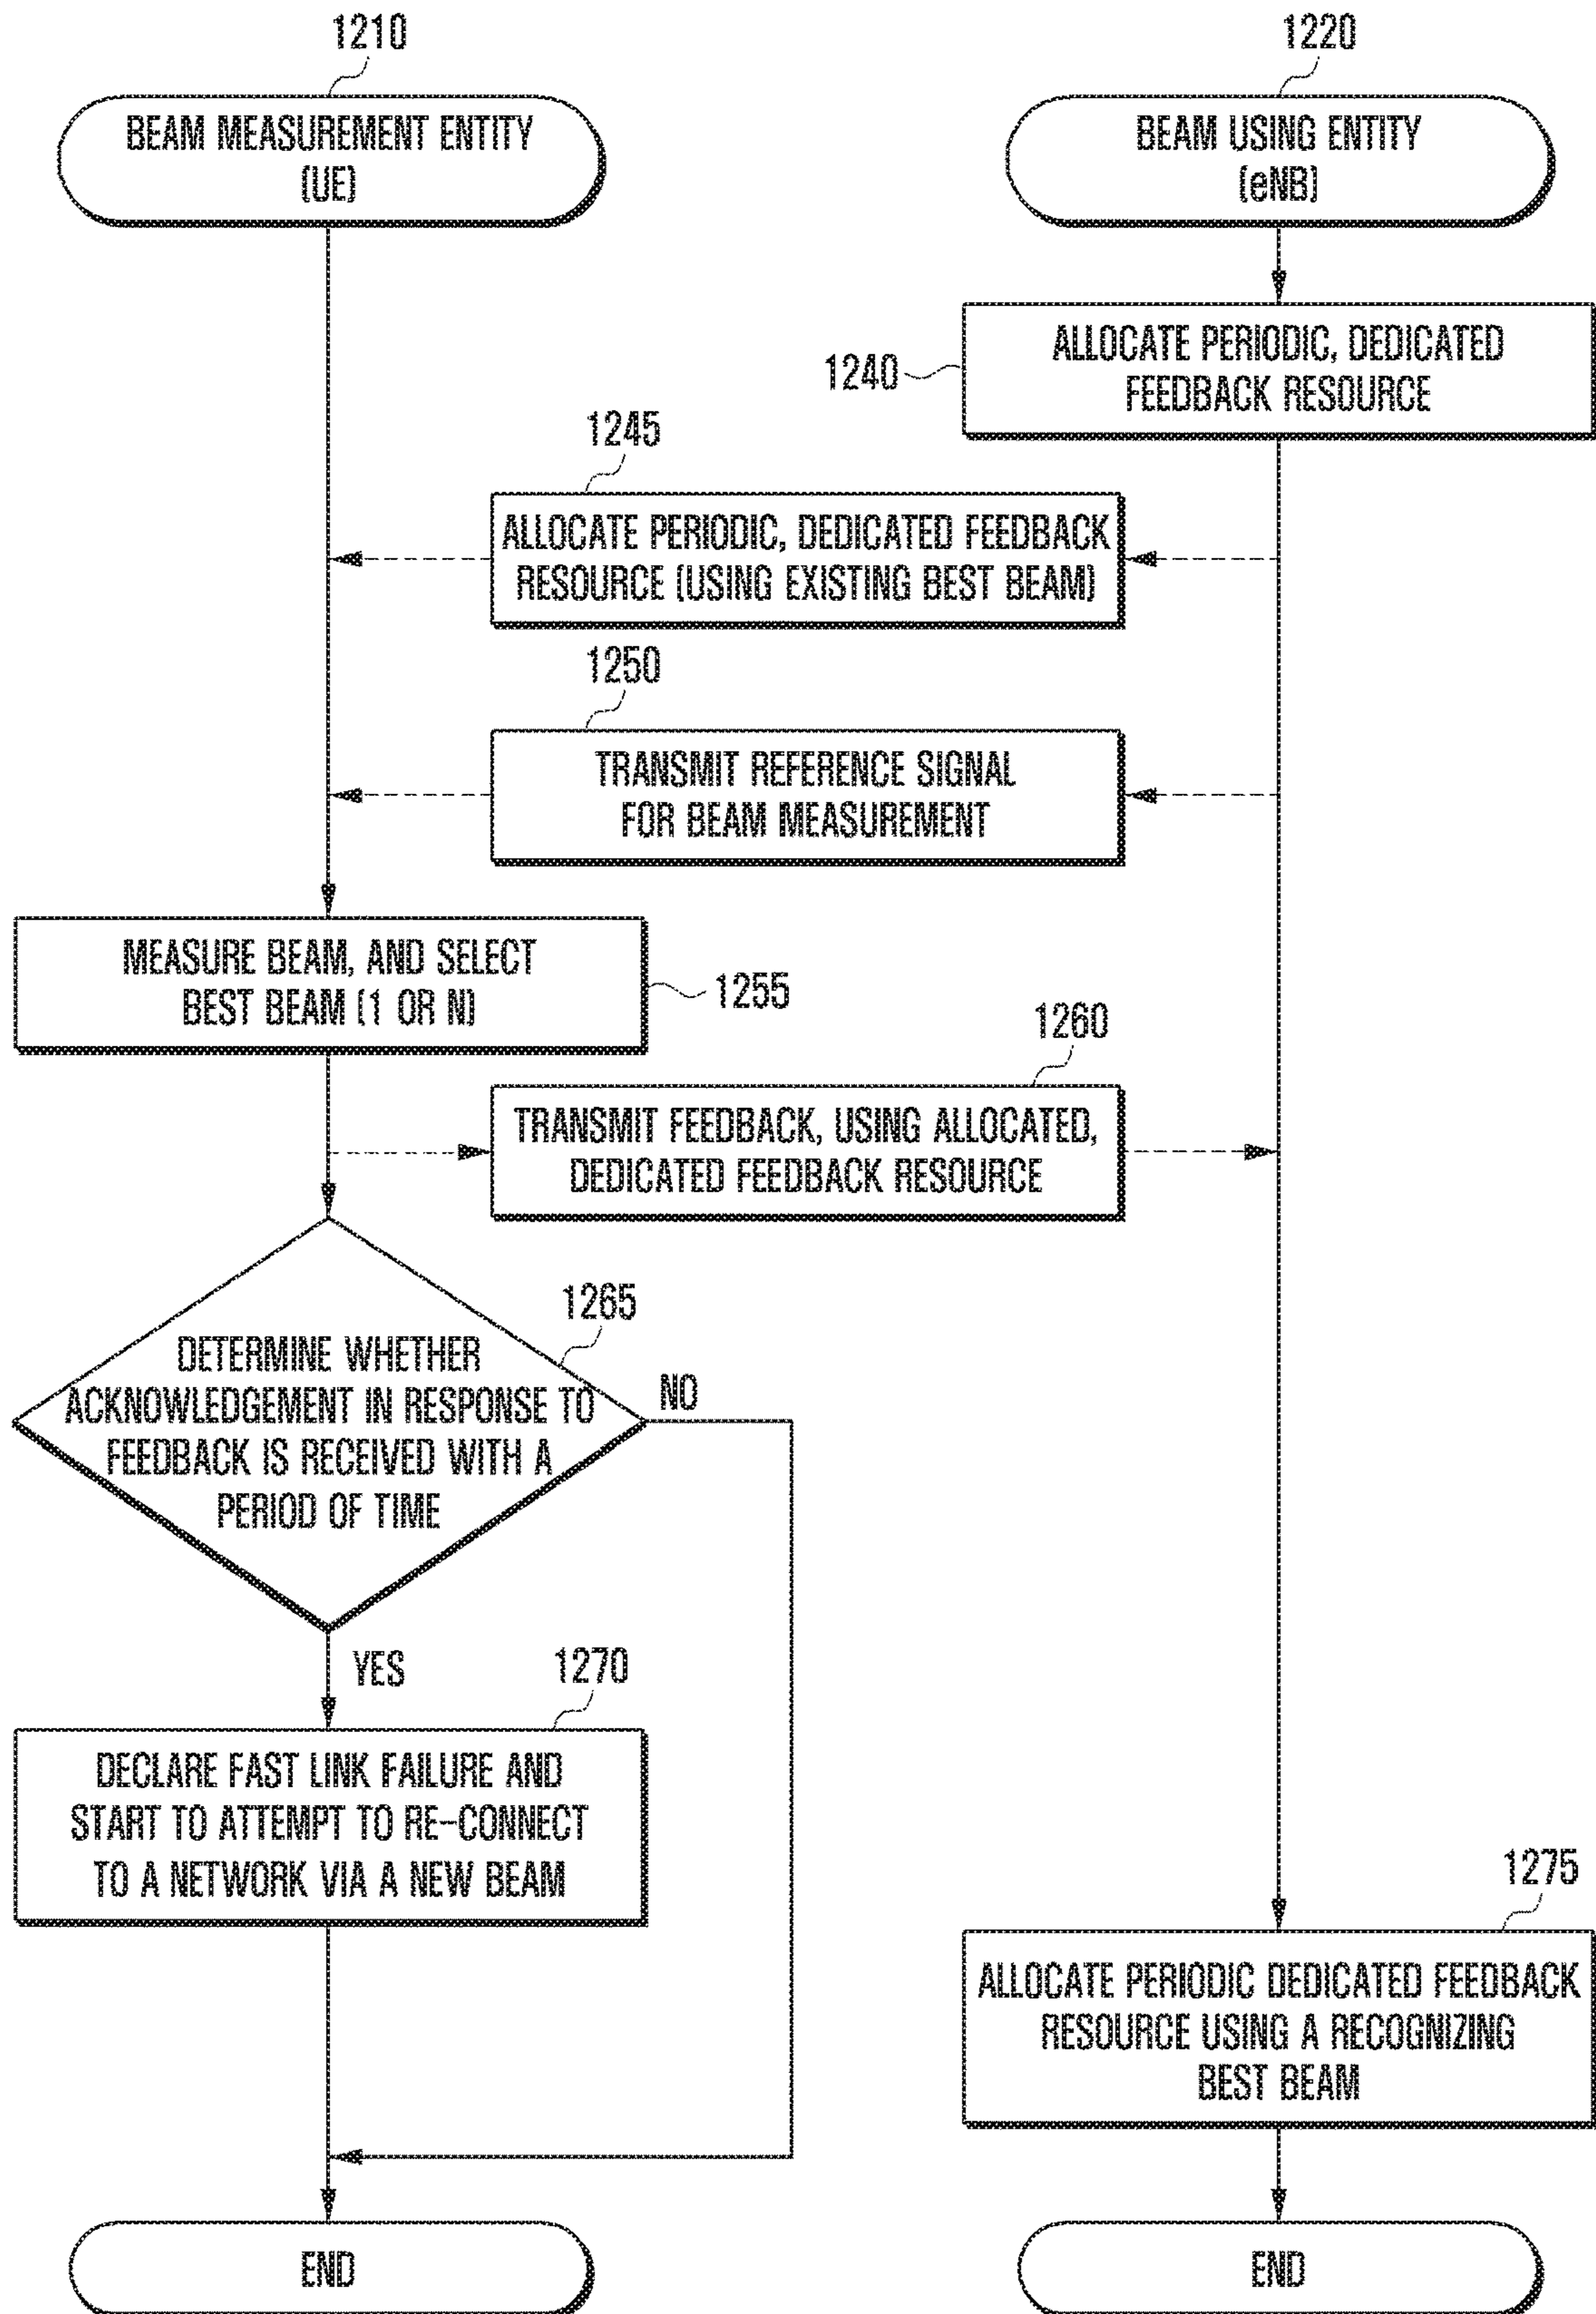 1210
BEAM MEASUREMENT ENTITY
(UE)
1220
BEAM USING ENTITY
(eNB)
1240
ALLOCATE PERIODIC, DEDICATED
FEEDBACK RESOURCE
1245
ALLOCATE PERIODIC, DEDICATED FEEDBACK
RESOURCE (USING EXISTING BEST BEAM)
1250
TRANSMIT REFERENCE SIGNAL
FOR BEAM MEASUREMENT
MEASURE BEAM, AND SELECT
BEST BEAM (1 OR N)
1255
1260
TRANSMIT FEEDBACK, USING ALLOCATED,
DEDICATED FEEDBACK RESOURCE
1265
DETERMINE WHETHER
ACKNOWLEDGEMENT IN RESPONSE TO
FEEDBACK IS RECEIVED WITH A
PERIOD OF TIME
NO
YES
1270
DECLARE FAST LINK FAILURE AND
START TO ATTEMPT TO RE-CONNECT
TO A NETWORK VIA A NEW BEAM
1275
ALLOCATE PERIODIC DEDICATED FEEDBACK
RESOURCE USING A RECOGNIZING
BEST BEAM
END
END